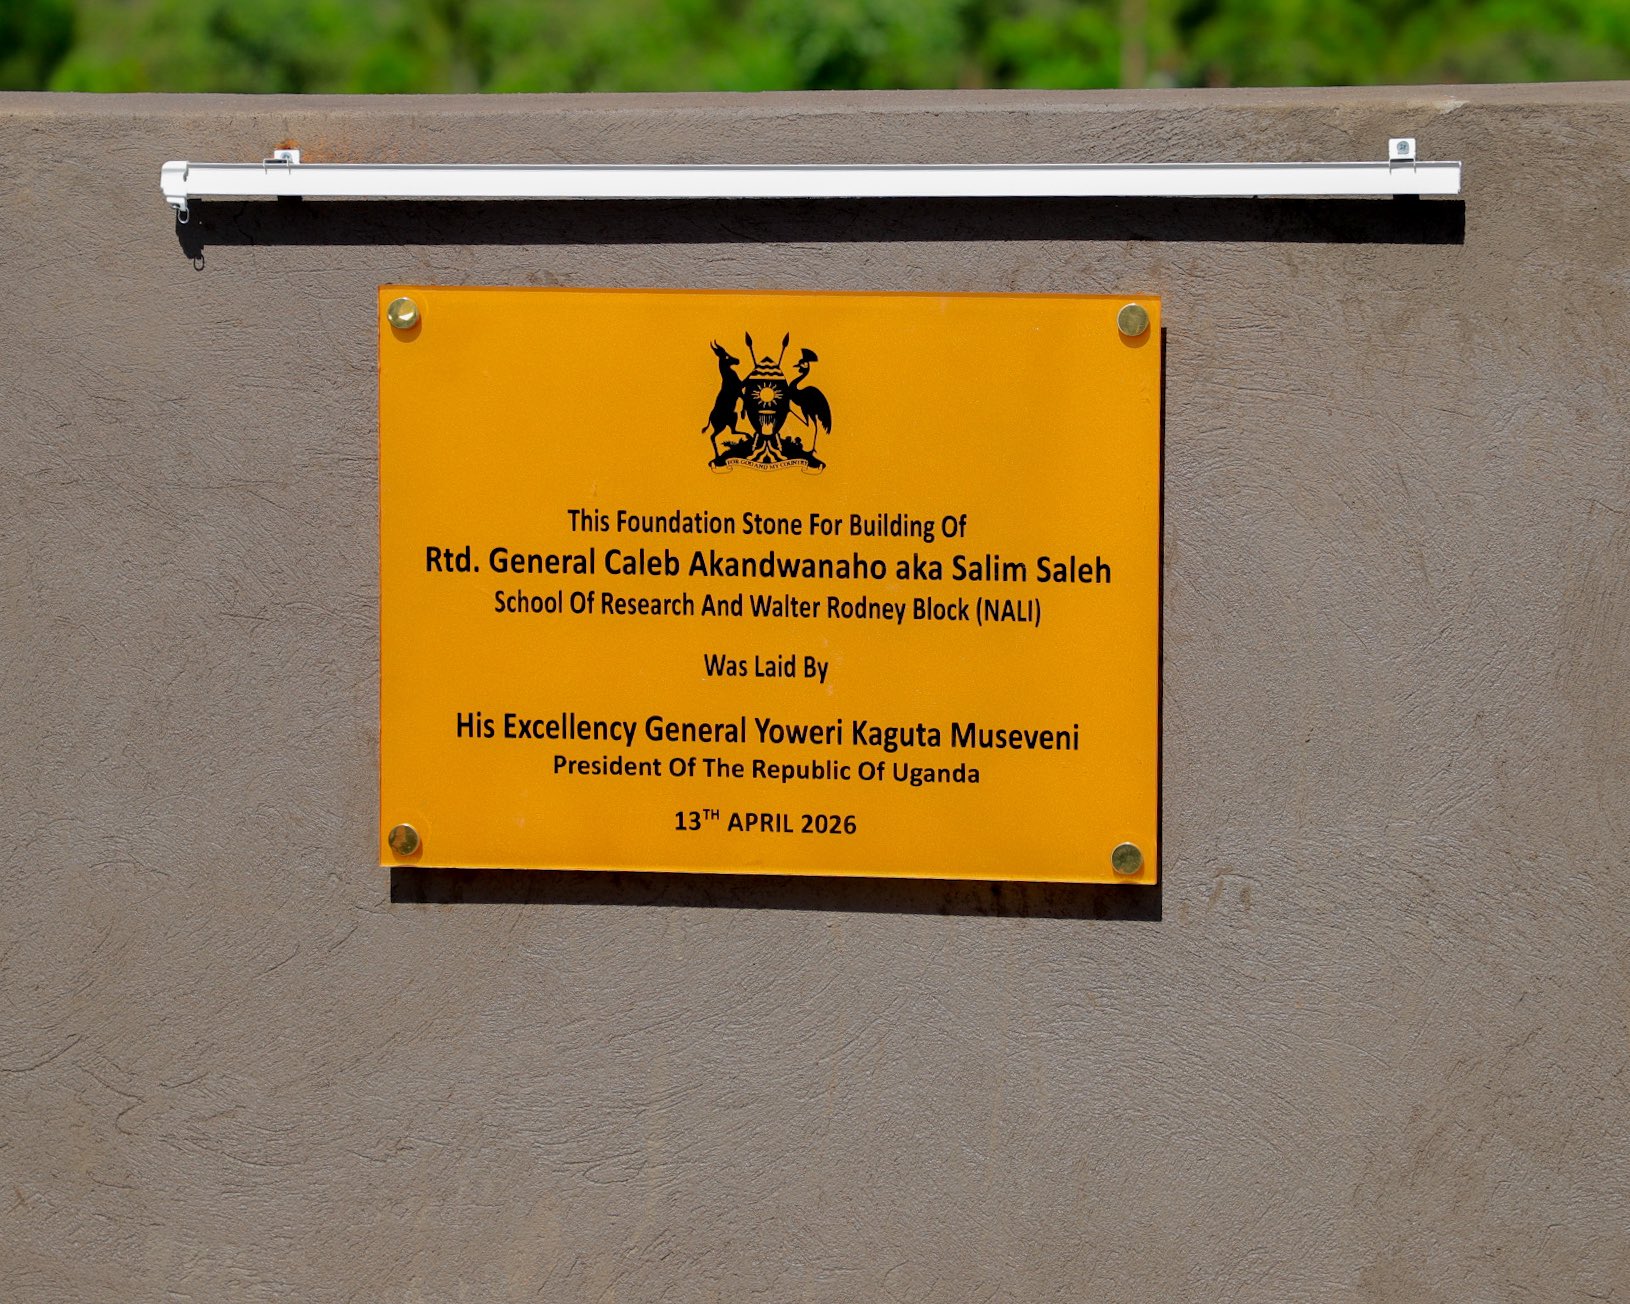 FOR GOD AND MY COUNTRY
This Foundation Stone For Building Of
Rtd. General Caleb Akandwanaho aka Salim Saleh
School Of Research And Walter Rodney Block (NALI)
Was Laid By
His Excellency General Yoweri Kaguta Museveni
President Of The Republic Of Uganda
13TH APRIL 2026